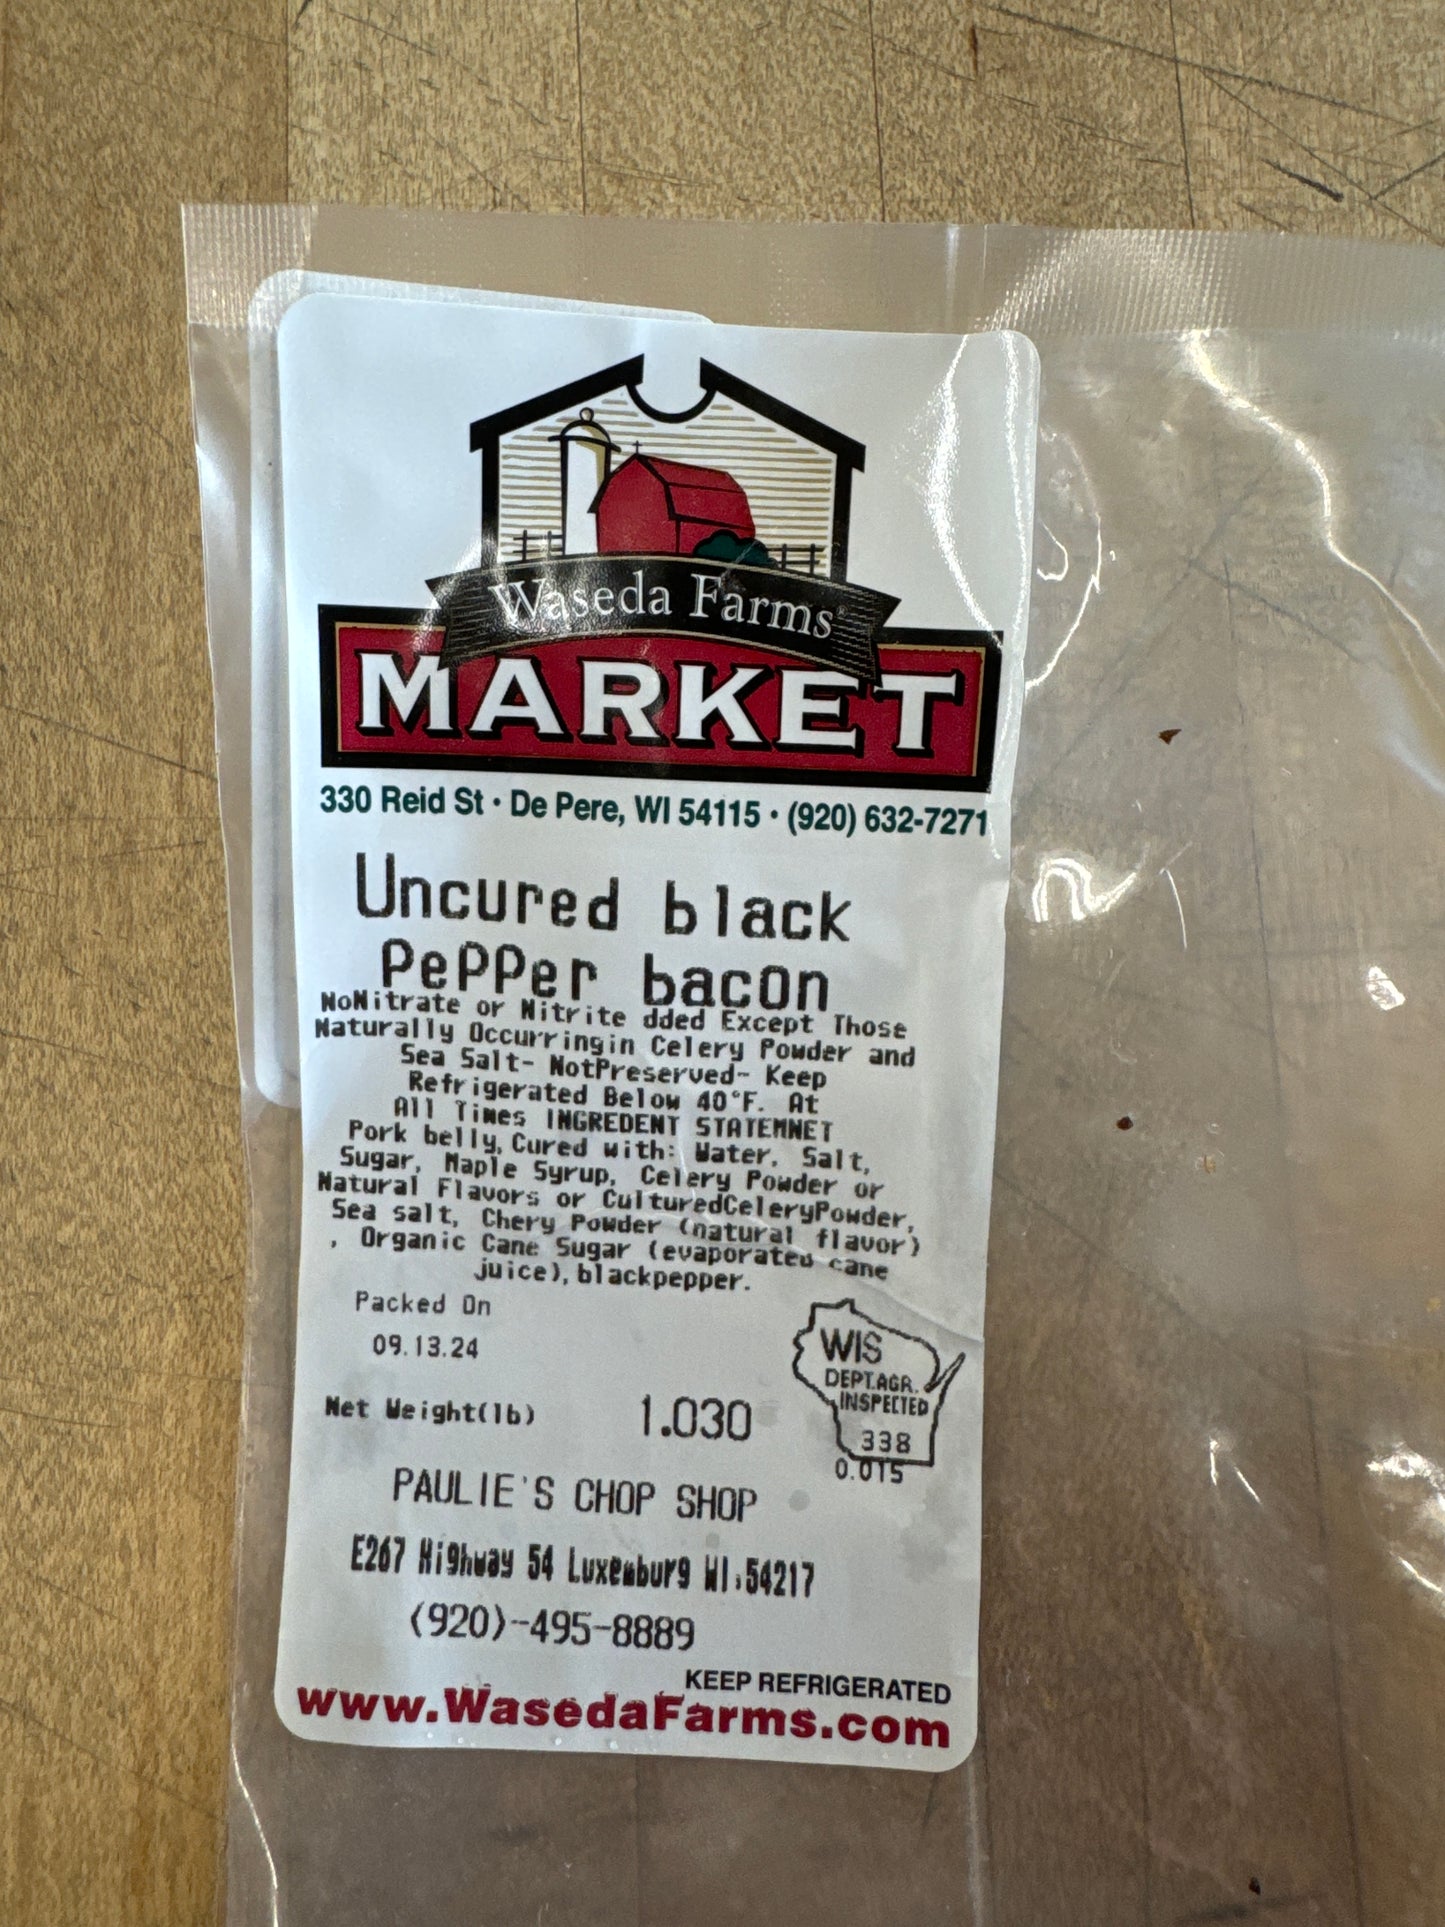 Waseda Farms®
MARKET
330 Reid St • De Pere, WI 54115 • (920) 632-7271
Uncured black
PePPer bacon
NoNitrate or Nitrite dded Except Those
Naturally Occurringin Celery Powder and
Sea Salt- NotPreserved- Keep
Refrigerated Below 40°F. At
All Times INGREDENT STATEMNET
Pork belly, Cured with: Water, Salt,
Sugar, Maple Syrup, Celery Powder or
Natural Flavors or CulturedCeleryPowder,
Sea salt, Chery Powder (natural flavor)
, Organic Cane Sugar (evaporated cane
juice), blackpepper.
Packed On
09.13.24
WIS
DEPT.AGR.
INSPECTED
338
0.015
Net Weight(lb) 1.030
PAULIE'S CHOP SHOP
E267 Highway 54 Luxemburg WI,54217
(920)-495-8889
KEEP REFRIGERATED
www.WasedaFarms.com